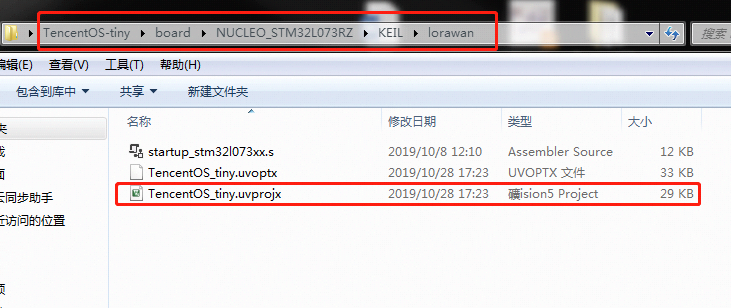 TencentOS-tiny board NUCLEO_STM32L073RZ KEIL lorawan 搜索
编辑(E) 查看(V) 工具(T) 帮助(H)
包含到库中 共享 新建文件夹
名称 修改日期 类型 大小
夹
startup_stm32l073xx.s 2019/10/8 12:10 Assembler Source 12 KB
TencentOS_tiny.uvoptx 2019/10/28 17:23 UVOPTX 文件 33 KB
面
云同步助手 TencentOS_tiny.uvprojx 2019/10/28 17:23 礦ision5 Project 29 KB
近访问的位置